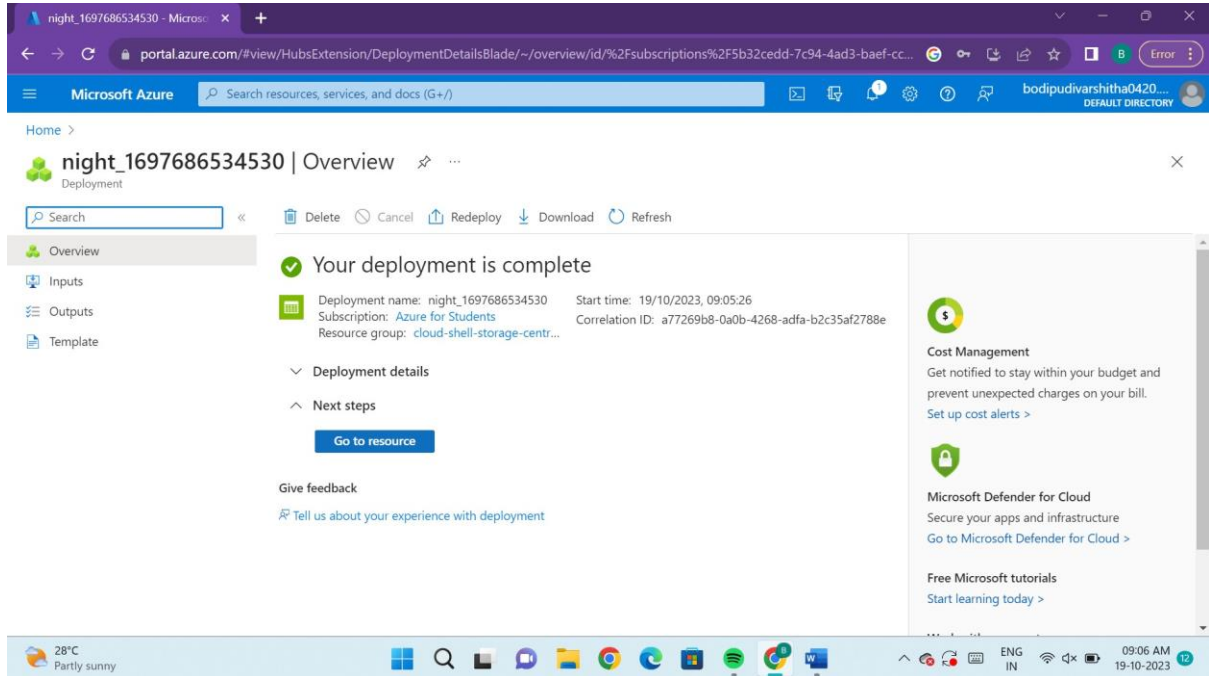 night_1697686534530 - Microso
portal.azure.com/#view/HubsExtension/DeploymentDetailsBlade/~/overview/id/%2Fsubscriptions%2F5b32cedd-7c94-4ad3-baef-cc...
B
Error
Microsoft Azure
Search resources, services, and docs (G+/)
1
bodipudivarshitha0420....
DEFAULT DIRECTORY
Home >
night_1697686534530 | Overview
Deployment
Search
Delete
Cancel
Redeploy
Download
Refresh
Overview
Inputs
Outputs
Template
Your deployment is complete
Deployment name: night_1697686534530
Subscription: Azure for Students
Resource group: cloud-shell-storage-centr...
Start time: 19/10/2023, 09:05:26
Correlation ID: a77269b8-0a0b-4268-adfa-b2c35af2788e
Deployment details
Next steps
Go to resource
Give feedback
Tell us about your experience with deployment
Cost Management
Get notified to stay within your budget and
prevent unexpected charges on your bill.
Set up cost alerts >
Microsoft Defender for Cloud
Secure your apps and infrastructure
Go to Microsoft Defender for Cloud >
Free Microsoft tutorials
Start learning today >
28°C
Partly sunny
ENG
IN
09:06 AM
19-10-2023
12